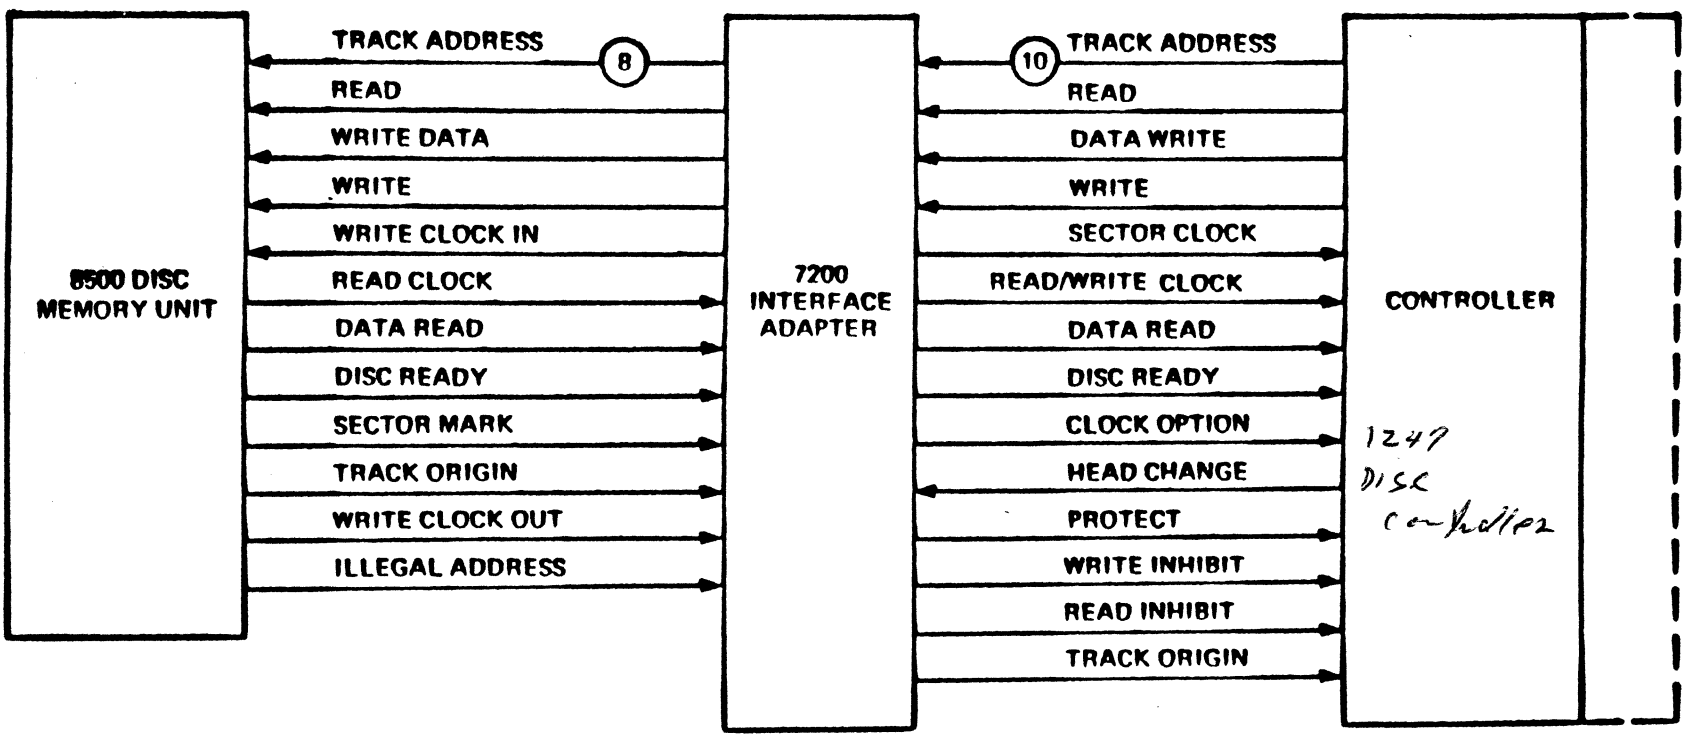 8500 DISC
MEMORY UNIT
TRACK ADDRESS
8
READ
WRITE DATA
WRITE
WRITE CLOCK IN
READ CLOCK
DATA READ
DISC READY
SECTOR MARK
TRACK ORIGIN
WRITE CLOCK OUT
ILLEGAL ADDRESS
7200
INTERFACE
ADAPTER
10
TRACK ADDRESS
READ
DATA WRITE
WRITE
SECTOR CLOCK
READ/WRITE CLOCK
DATA READ
DISC READY
CLOCK OPTION
HEAD CHANGE
PROTECT
WRITE INHIBIT
READ INHIBIT
TRACK ORIGIN
CONTROLLER
DISC
controller